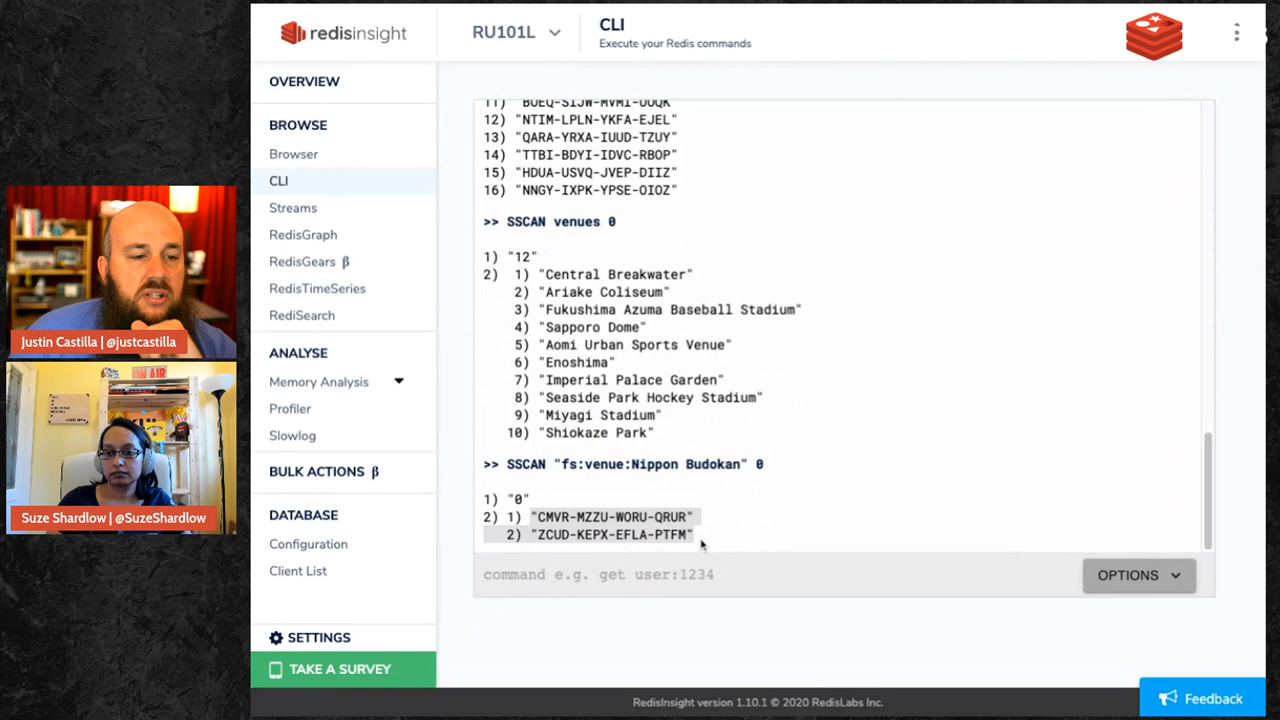 redisinsight
RU101L
CLI
Execute your Redis commands
OVERVIEW
BROWSE
Browser
CLI
Streams
RedisGraph
RedisGears β
RedisTimeSeries
RediSearch
ANALYSE
Memory Analysis
Profiler
Slowlog
BULK ACTIONS β
DATABASE
Configuration
Client List
SETTINGS
TAKE A SURVEY
11) "BUEQ-SIJW-MVMI-UUQK"
12) "NTIM-LPLN-YKFA-EJEL"
13) "QARA-YRXA-IUUD-TZUY"
14) "TTBI-BDYI-IDVC-RBOP"
15) "HDUA-USVQ-JVEP-DIIZ"
16) "NNGY-IXPK-YPSE-OIOZ"
>> SSCAN venues 0
1) "12"
2) 1) "Central Breakwater"
2) "Ariake Coliseum"
3) "Fukushima Azuma Baseball Stadium"
4) "Sapporo Dome"
5) "Aomi Urban Sports Venue"
6) "Enoshima"
7) "Imperial Palace Garden"
8) "Seaside Park Hockey Stadium"
9) "Miyagi Stadium"
10) "Shiokaze Park"
>> SSCAN "fs:venue:Nippon Budokan" 0
1) "0"
2) 1) "CMVR-MZZU-WORU-QRUR"
2) "ZCUD-KEPX-EFLA-PTFM"
command e.g. get user:1234
OPTIONS
RedisInsight version 1.10.1 © 2020 RedisLabs Inc.
Feedback
Justin Castilla | @justcastilla
ON AIR
Suze Shardlow | @SuzeShardlow